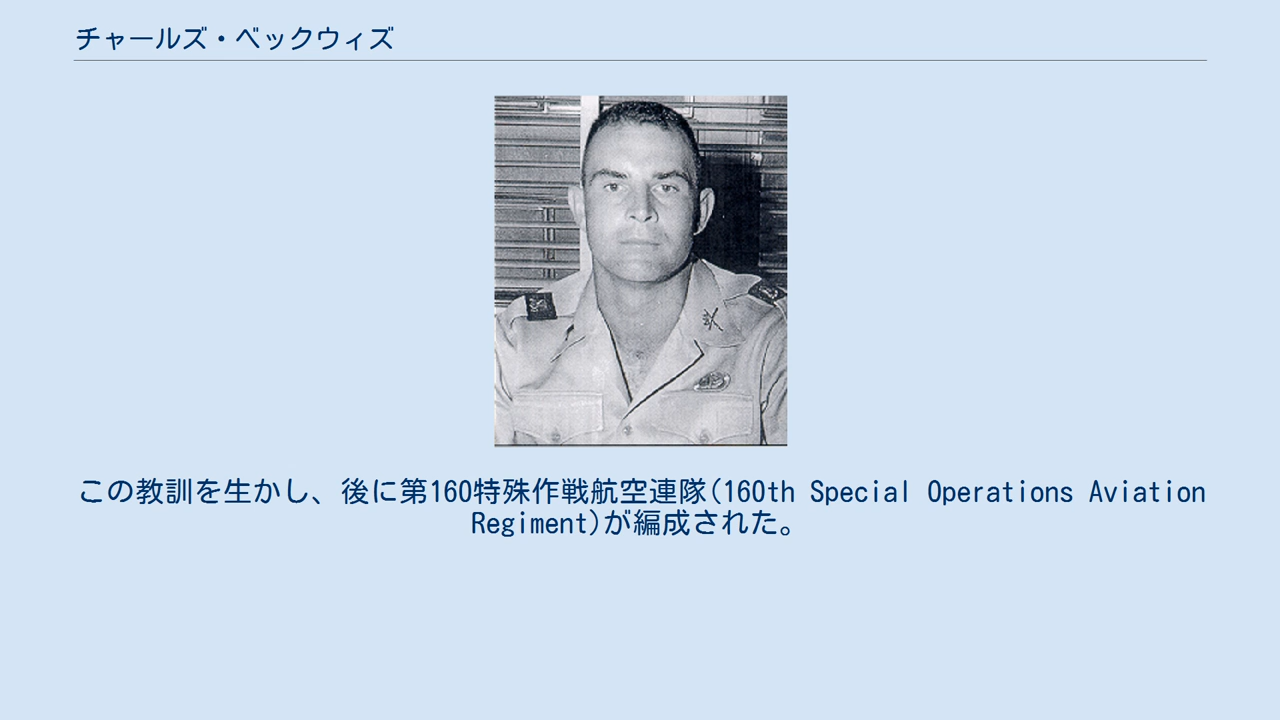 チャールズ・ベックウィズ
この教訓を生かし、後に第160特殊作戦航空連隊(160th Special Operations Aviation
Regiment)が編成された。